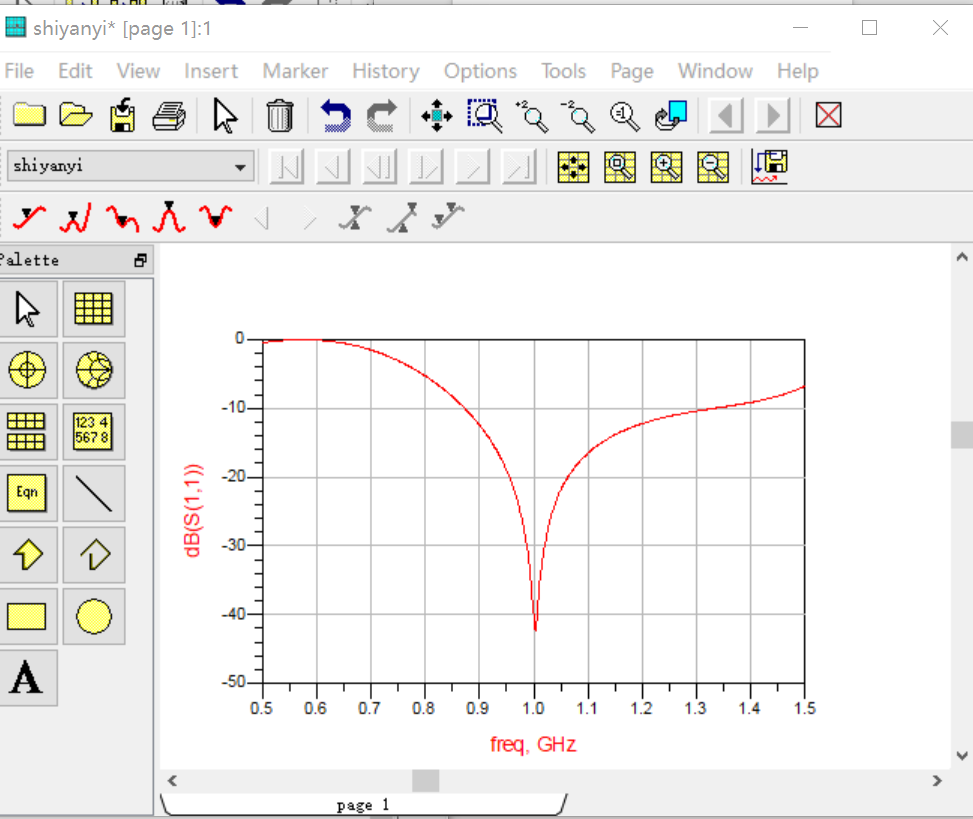 shiyanyi* [page 1]:1
File Edit View Insert Marker History Options Tools Page Window Help
+2 -2 -1
shiyanyi
Palette
123 4
567 8
Eqn
A
0
-10
-20
-30
-40
-50
dB(S(1,1))
0.5 0.6 0.7 0.8 0.9 1.0 1.1 1.2 1.3 1.4 1.5
freq, GHz
page 1